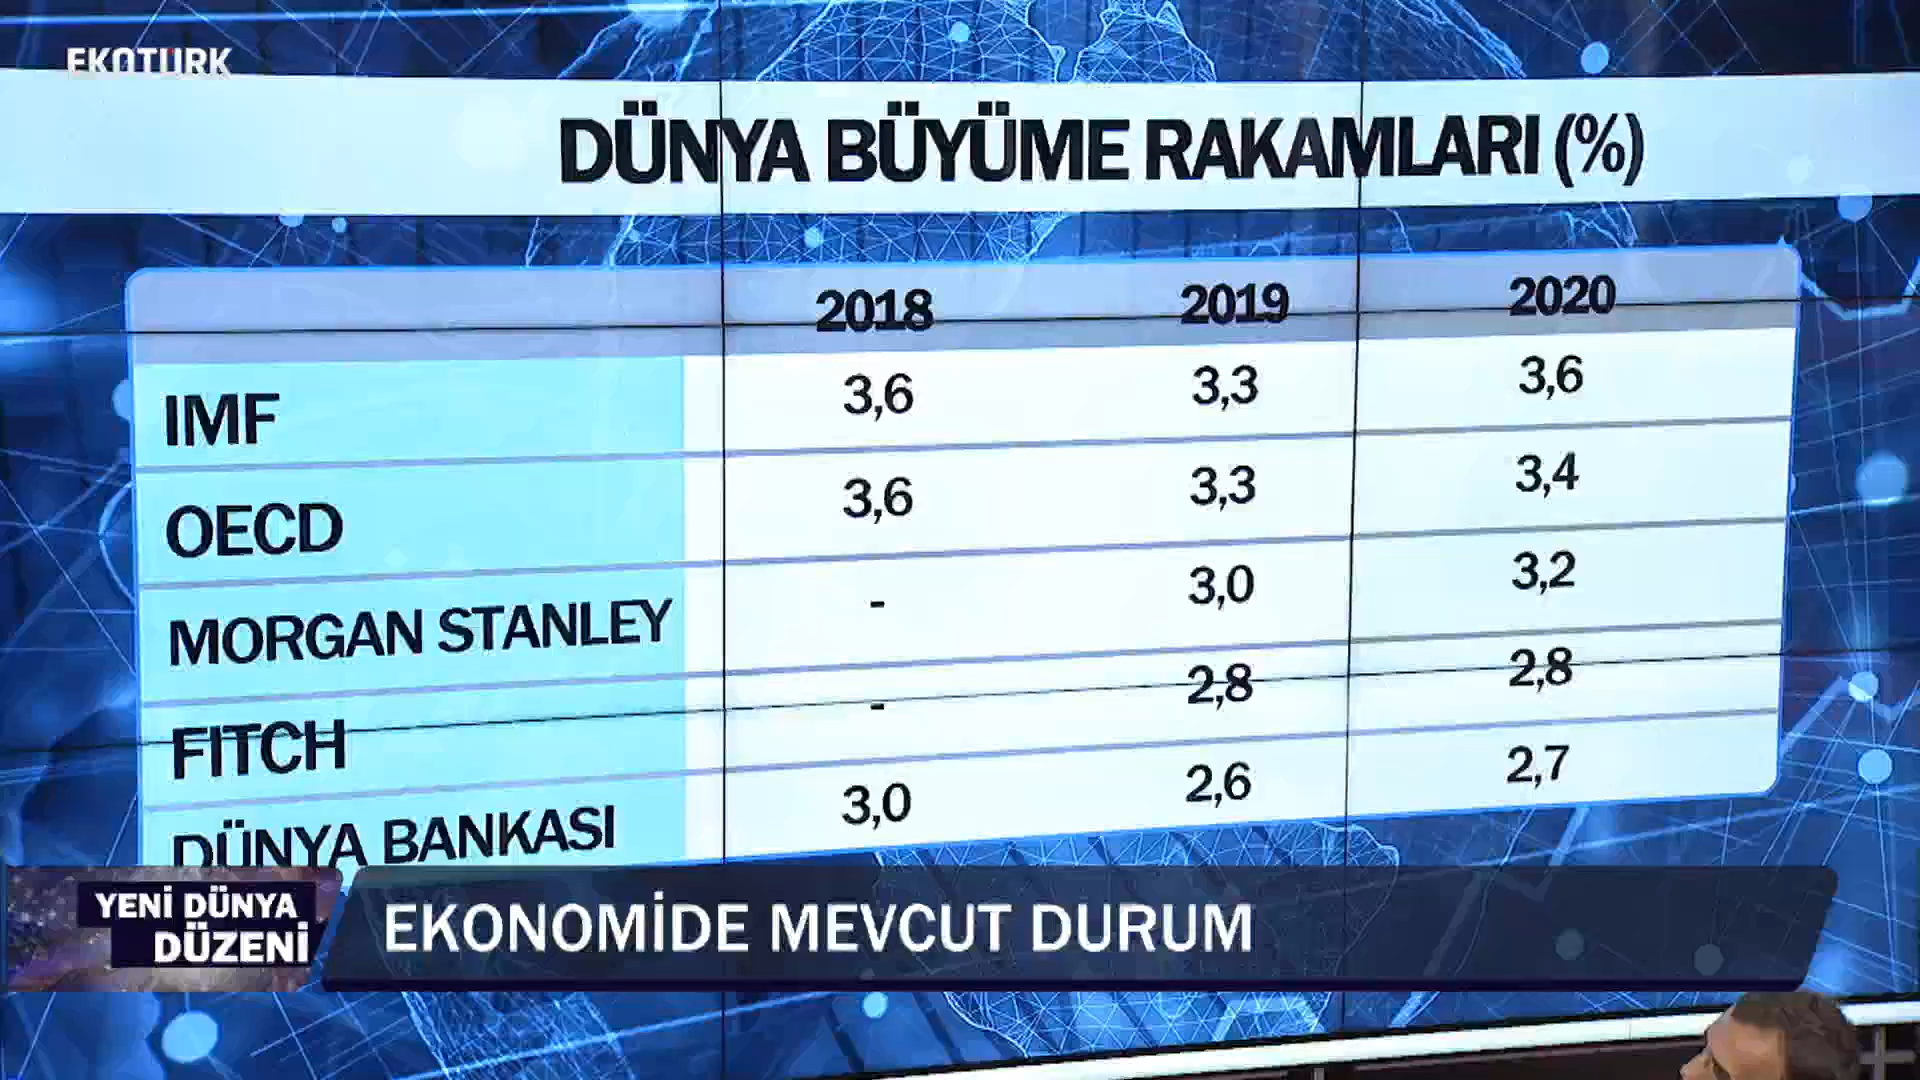 EKOTÜRK
DÜNYA BÜYÜME RAKAMLARI (%)
2018 2019 2020
IMF 3,6 3,3 3,6
OECD 3,6 3,3 3,4
MORGAN STANLEY - 3,0 3,2
FITCH - 2,8 2,8
DÜNYA BANKASI 3,0 2,6 2,7
YENİ DÜNYA
DÜZENİ
EKONOMİDE MEVCUT DURUM